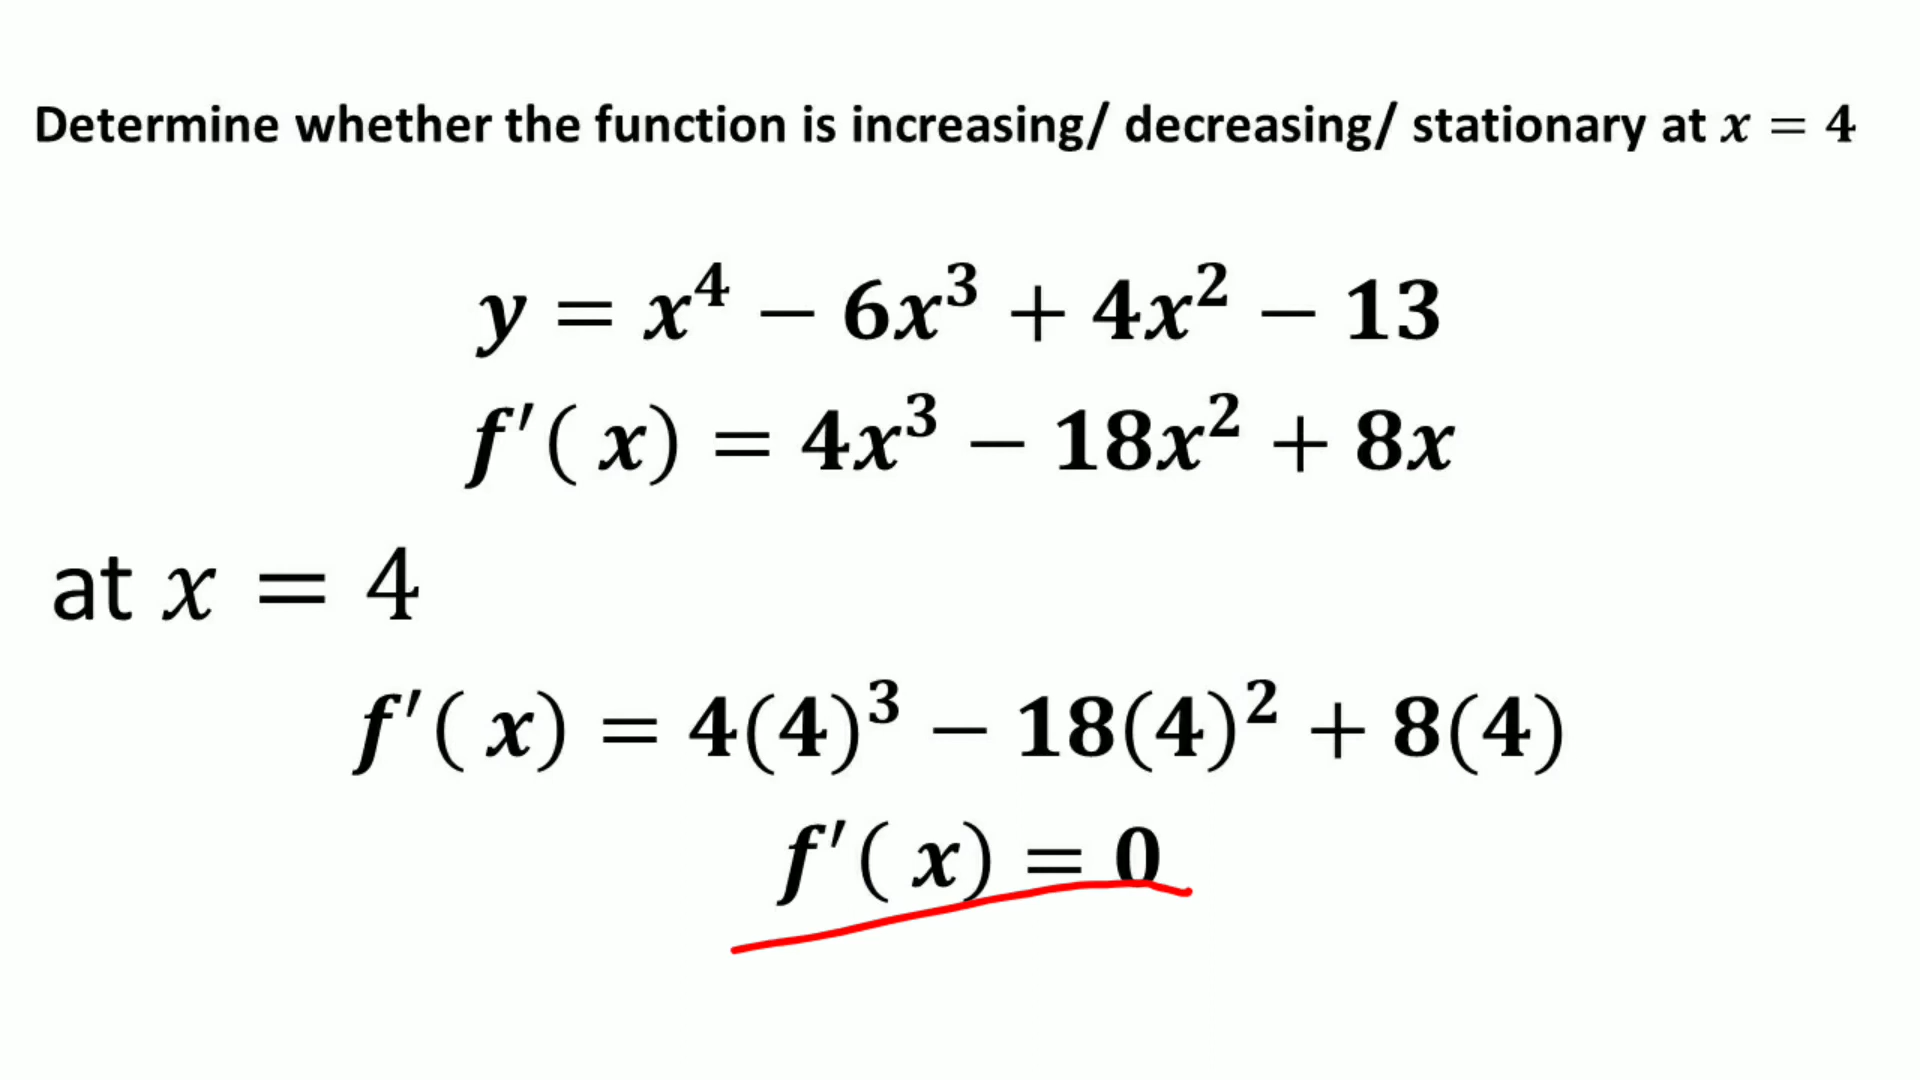 Determine whether the function is increasing/ decreasing/ stationary at x = 4
y = x⁴ − 6x³ + 4x² − 13
f′( x) = 4x³ − 18x² + 8x
at x = 4
f′( x) = 4(4)³ − 18(4)² + 8(4)
f′( x) = 0